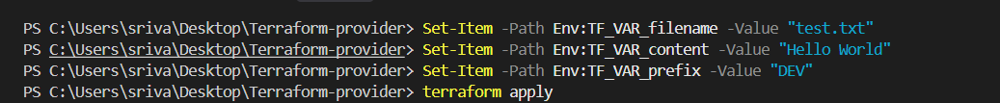 PS C:\Users\sriva\Desktop\Terraform-provider> Set-Item -Path Env:TF_VAR_filename -Value "test.txt"
PS C:\Users\sriva\Desktop\Terraform-provider> Set-Item -Path Env:TF_VAR_content -Value "Hello World"
PS C:\Users\sriva\Desktop\Terraform-provider> Set-Item -Path Env:TF_VAR_prefix -Value "DEV"
PS C:\Users\sriva\Desktop\Terraform-provider> terraform apply